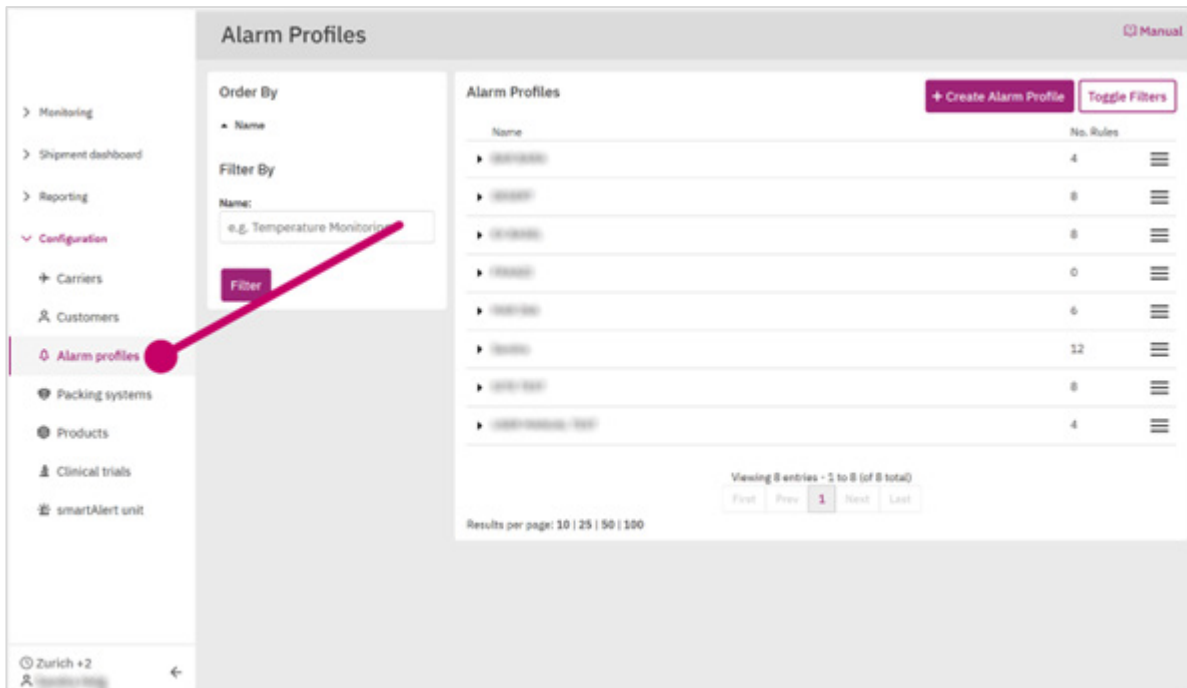 Alarm Profiles
Manual
Monitoring
Shipment dashboard
Reporting
Configuration
Carriers
Customers
Alarm profiles
Packing systems
Products
Clinical trials
smartAlert unit
Zurich +2
Order By
Name
Filter By
Name:
e.g. Temperature Monitoring
Filter
Alarm Profiles
+ Create Alarm Profile
Toggle Filters
Name No. Rules
4
8
8
0
6
12
8
4
Viewing 8 entries - 1 to 8 (of 8 total)
First Prev 1 Next Last
Results per page: 10 | 25 | 50 | 100